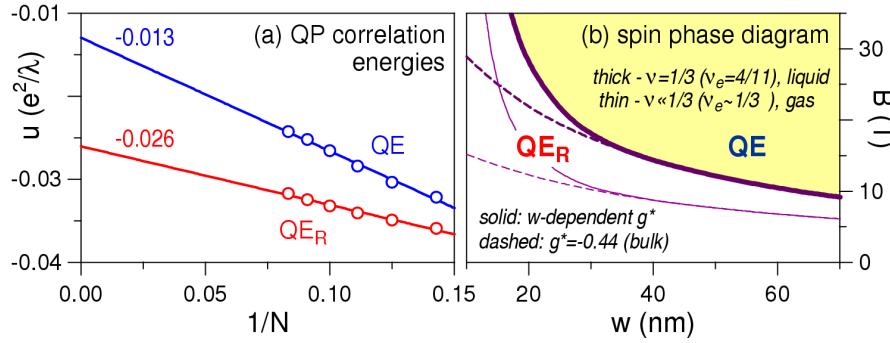 -0.01
-0.03
-0.04
u (e²/λ)
0.00
0.05
0.10
0.15
1/N
(a) QP correlation
energies
-0.013
-0.026
QE
QE_R
(b) spin phase diagram
thick - ν=1/3 (ν_e=4/11), liquid
thin - ν«1/3 (ν_e~1/3 ), gas
QE_R
QE
solid: w-dependent g*
dashed: g*=-0.44 (bulk)
20
40
60
w (nm)
30
10
0